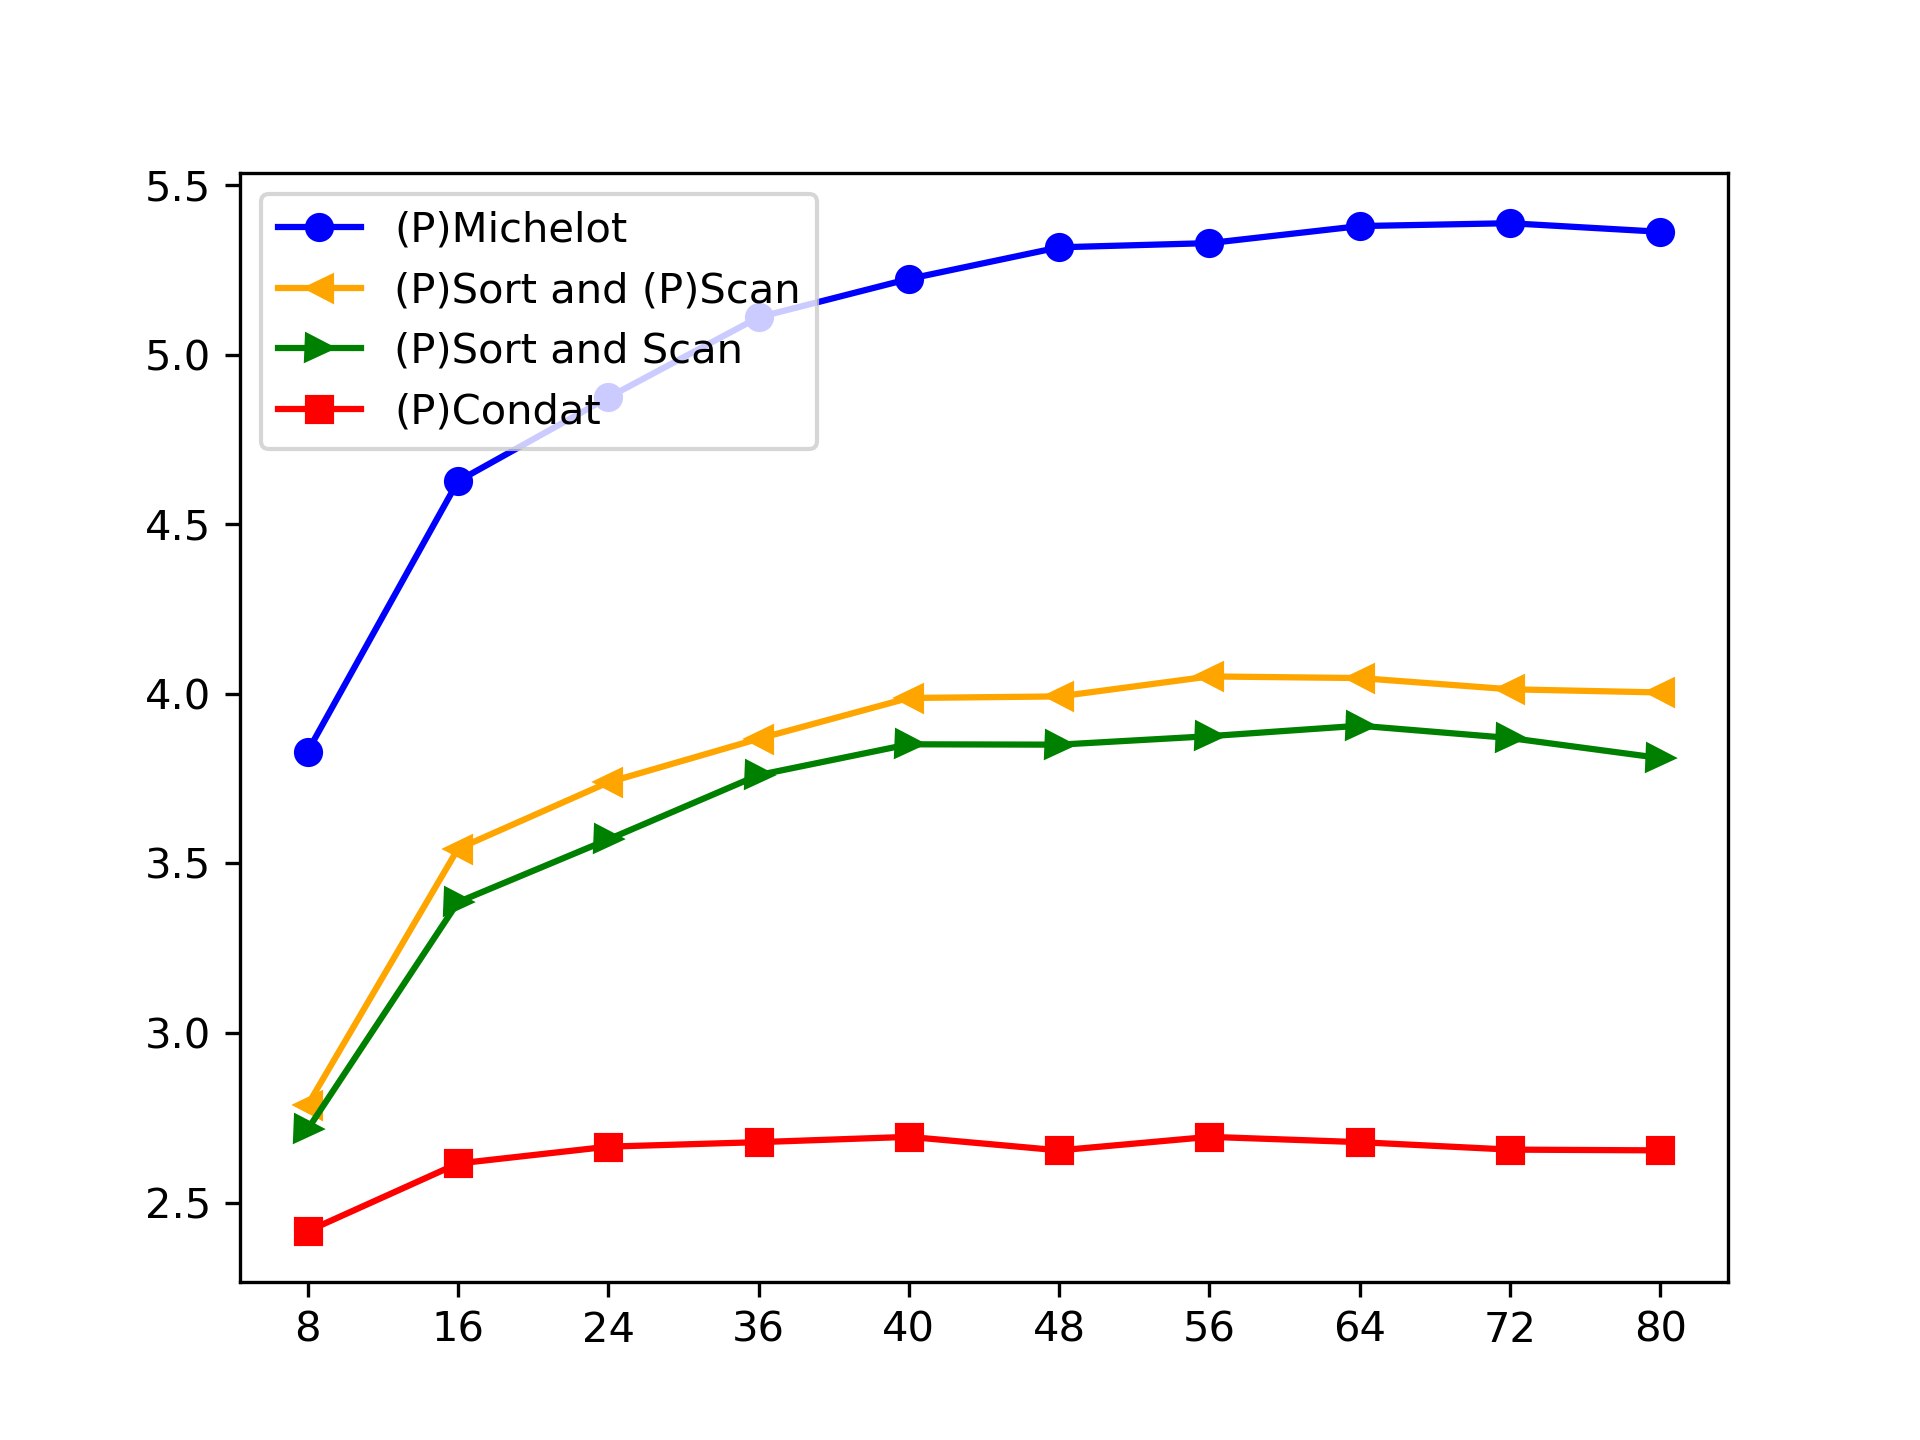 5.5
5.0
4.5
4.0
3.5
3.0
2.5
(P)Michelot
(P)Sort and (P)Scan
(P)Sort and Scan
(P)Condat
8 16 24 36 40 48 56 64 72 80